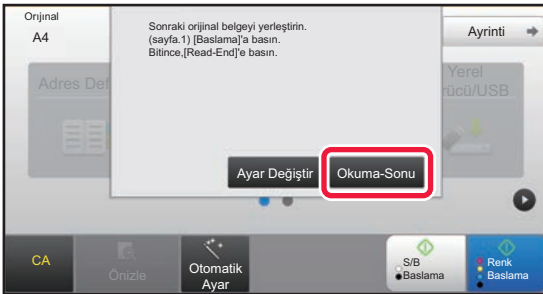 Orijinal
A4
Sonraki orijinal belgeyi yerleştirin.
(sayfa.1) [Baslama]'a basın.
Bitince,[Read-End]'e basın.
Ayrinti
Adres Def
Yerel
rücü/USB
Ayar Değiştir
Okuma-Sonu
CA
Önizle
Otomatik
Ayar
S/B
Baslama
Renk
Baslama